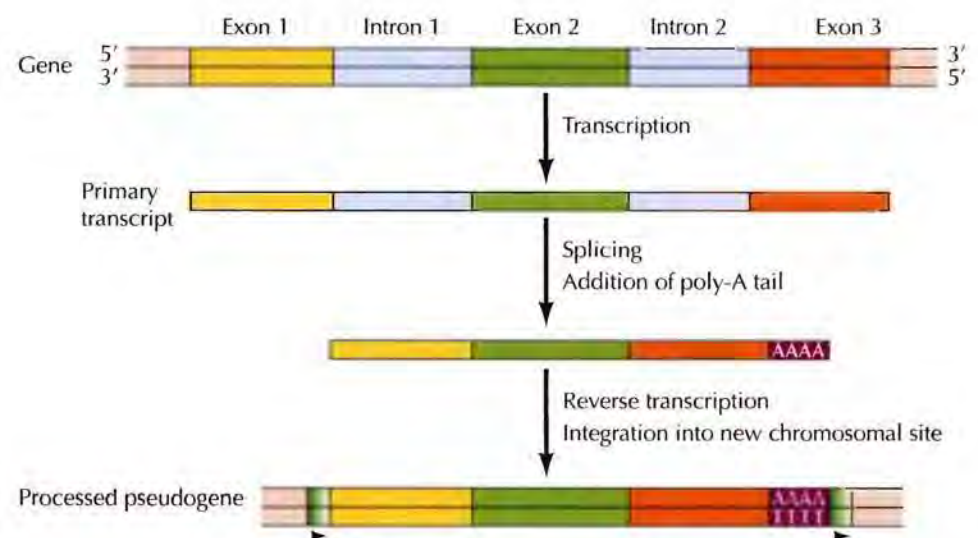 Exon 1 Intron 1 Exon 2 Intron 2 Exon 3
Gene 5′ 3′
3′ 5′
Transcription
Primary
transcript
Splicing
Addition of poly-A tail
AAAA
Reverse transcription
Integration into new chromosomal site
Processed pseudogene AAAA
TTTT